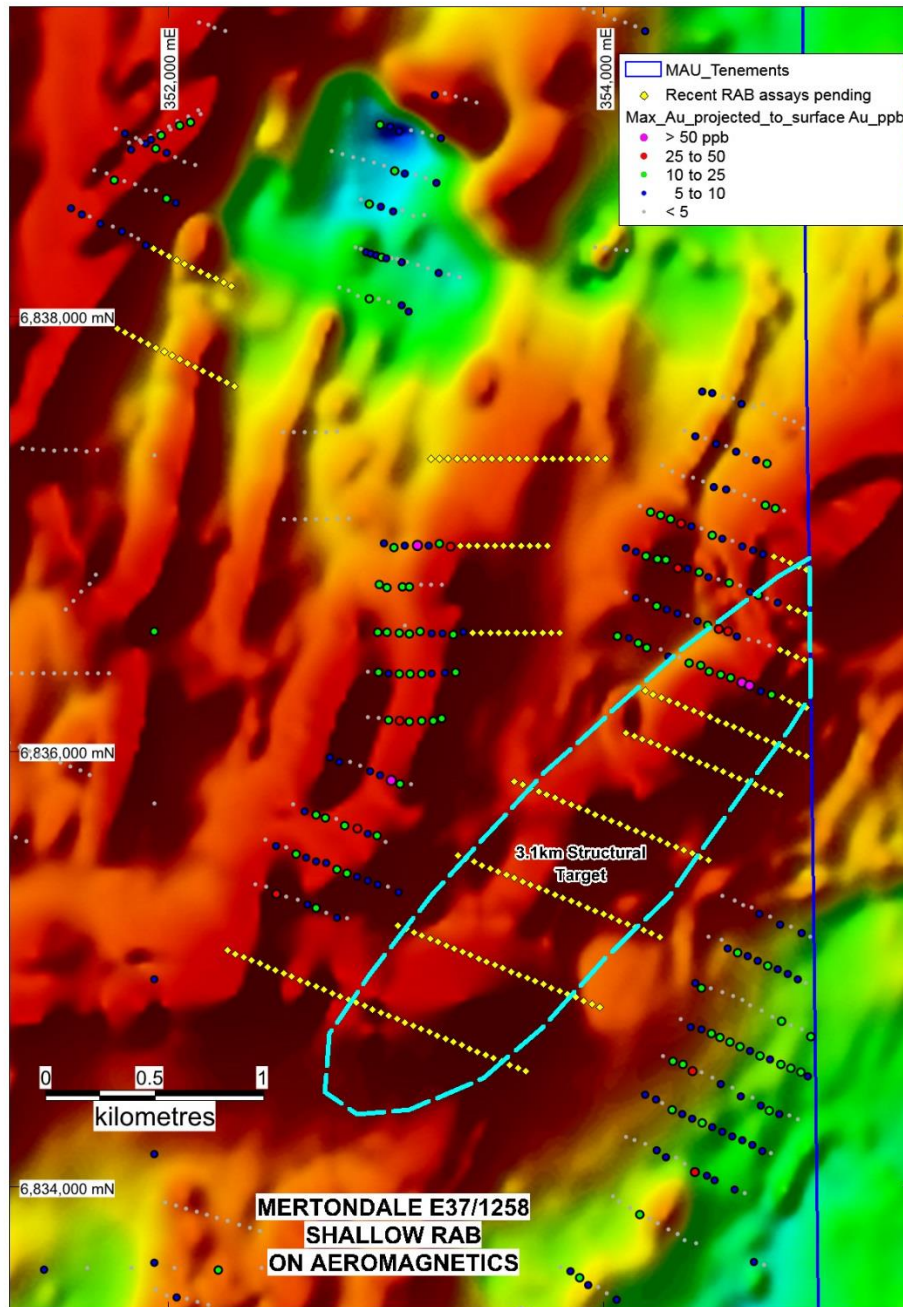 352,000 mE
354,000 mE
MAU_Tenements
Recent RAB assays pending
Max_Au_projected_to_surface Au_ppb
> 50 ppb
25 to 50
10 to 25
5 to 10
< 5
6,838,000 mN
6,836,000 mN
3.1km Structural
Target
0 0.5 1
kilometres
6,834,000 mN
MERTONDALE E37/1258
SHALLOW RAB
ON AEROMAGNETICS